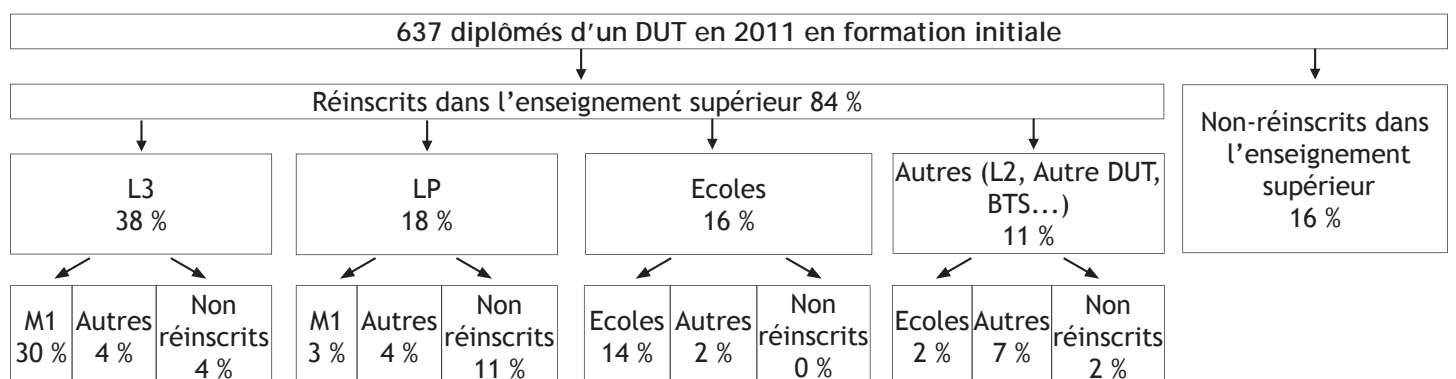 637 diplômés d’un DUT en 2011 en formation initiale
Réinscrits dans l’enseignement supérieur 84 %
Non-réinscrits dans
l’enseignement
supérieur
16 %
L3
38 %
LP
18 %
Ecoles
16 %
Autres (L2, Autre DUT,
BTS...)
11 %
M1
30 %
Autres
4 %
Non
réinscrits
4 %
M1
3 %
Autres
4 %
Non
réinscrits
11 %
Ecoles
14 %
Autres
2 %
Non
réinscrits
0 %
Ecoles
2 %
Autres
7 %
Non
réinscrits
2 %